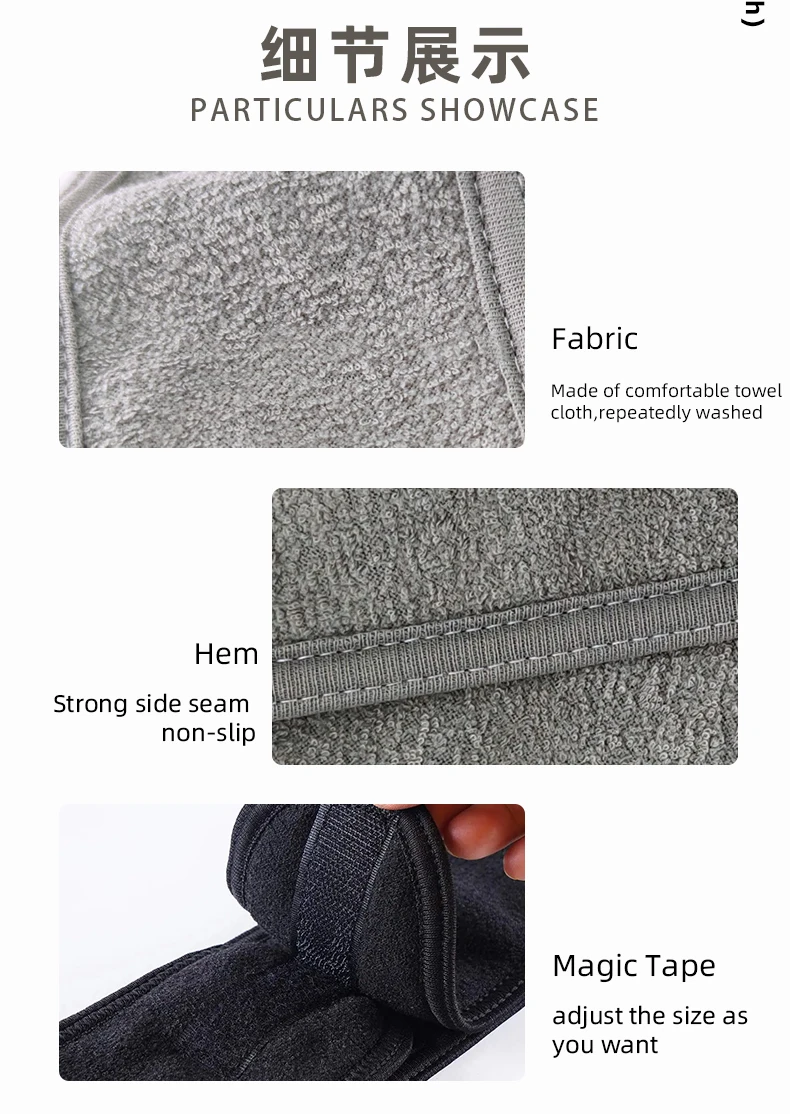 h)
细节展示
PARTICULARS SHOWCASE
Fabric
Made of comfortable towel
cloth,repeatedly washed
Hem
Strong side seam
non-slip
Magic Tape
adjust the size as
you want